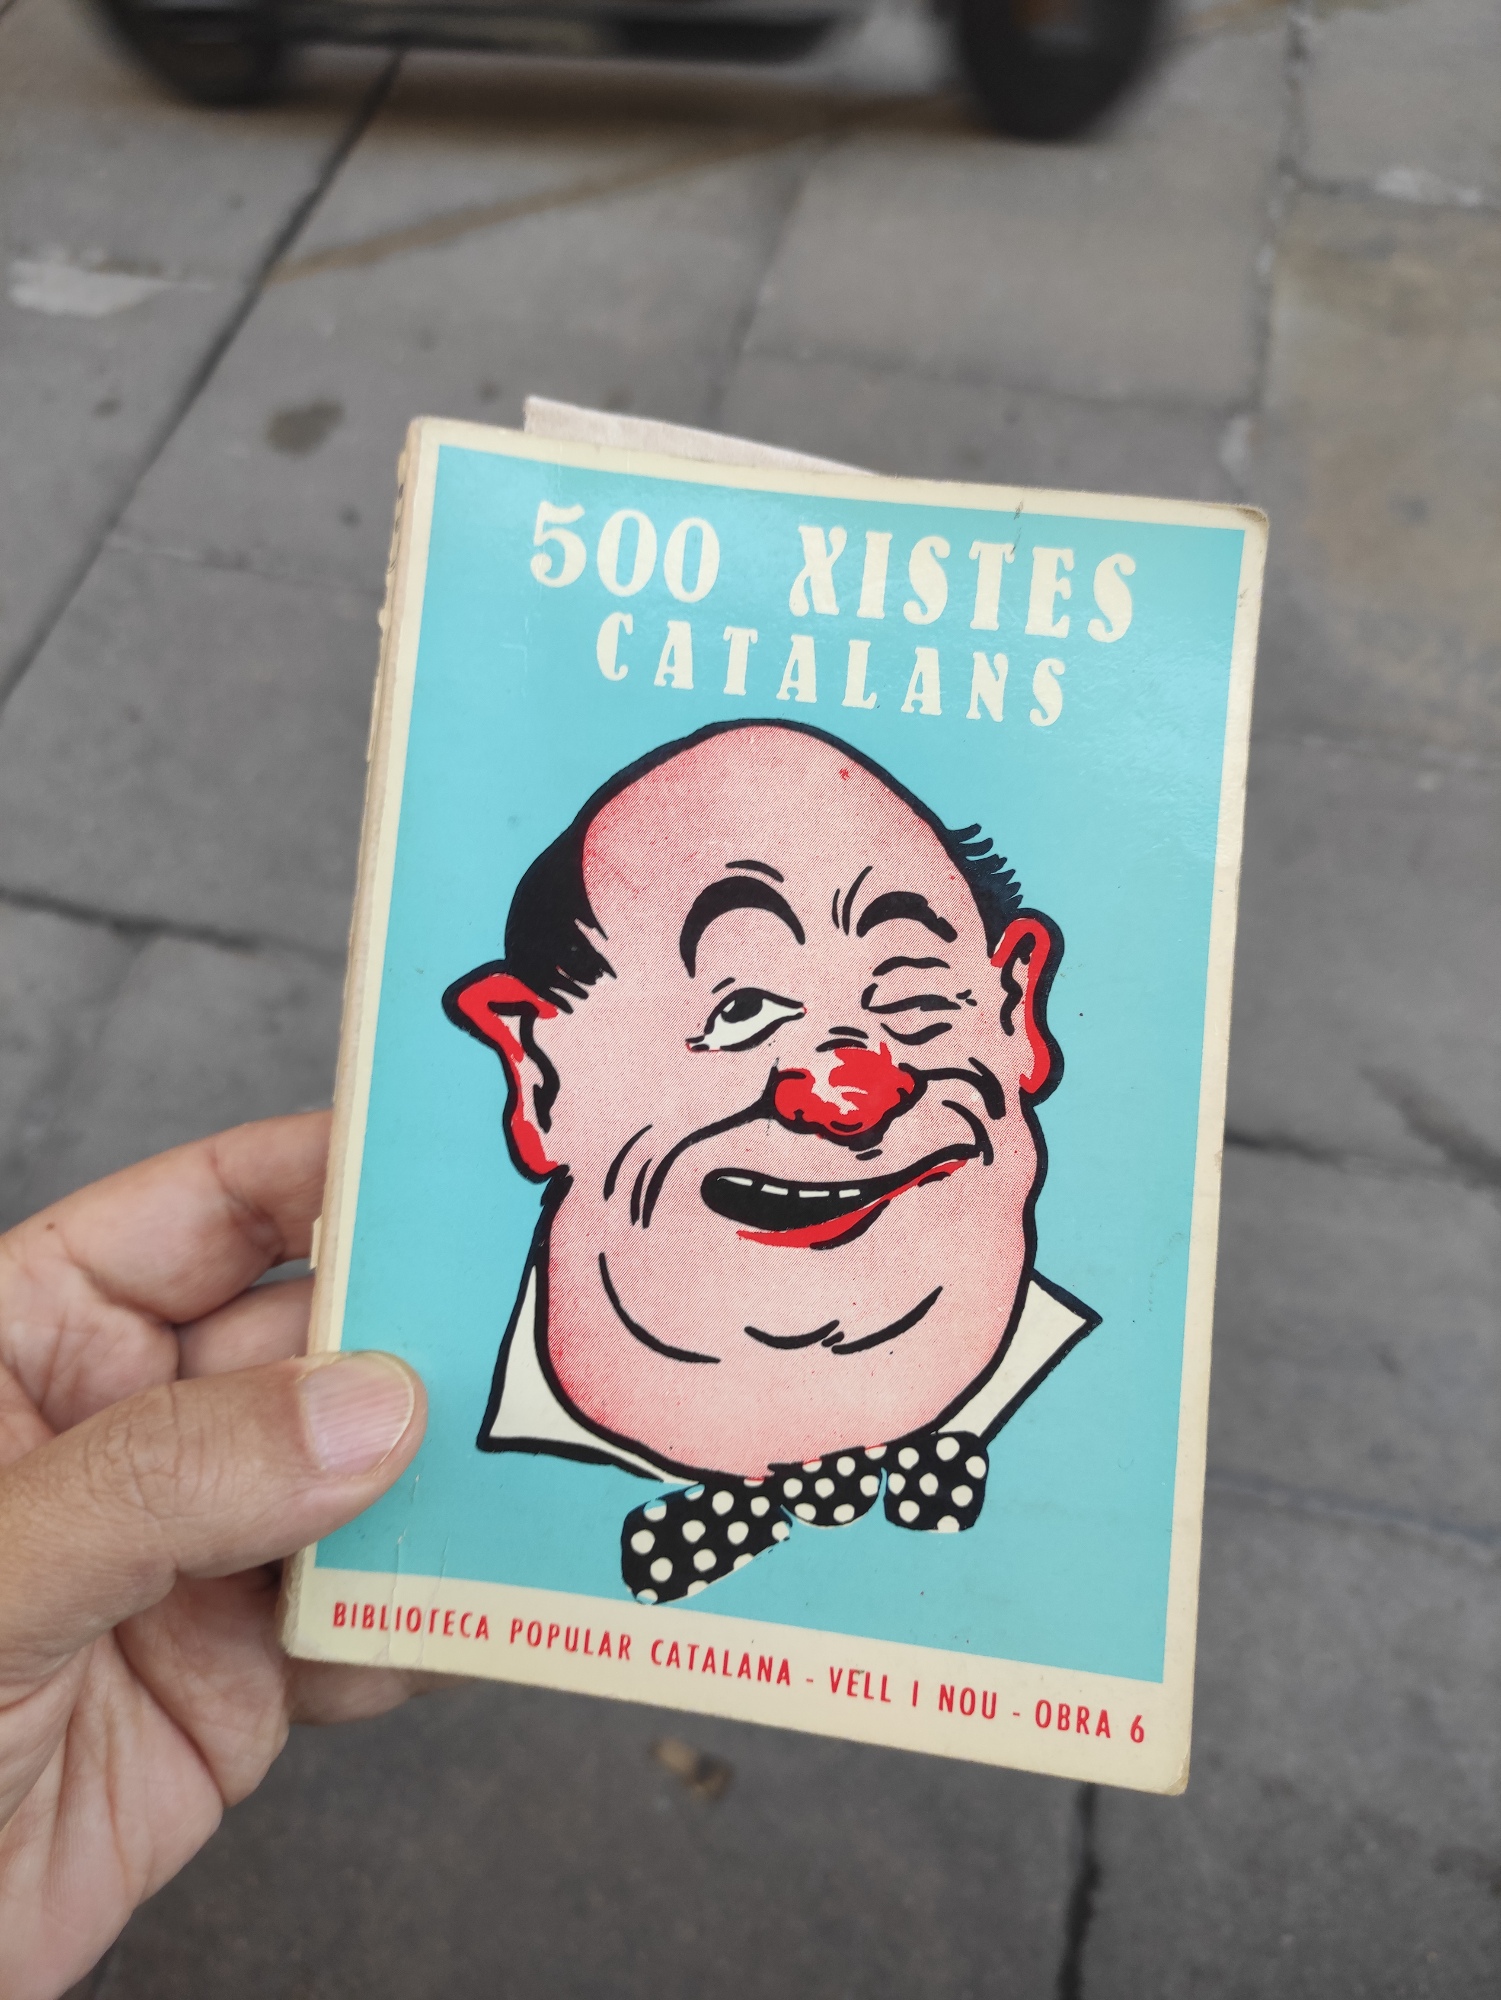 500 XISTES
CATALANS
BIBLIOTECA POPULAR CATALANA - VELL I NOU - OBRA 6